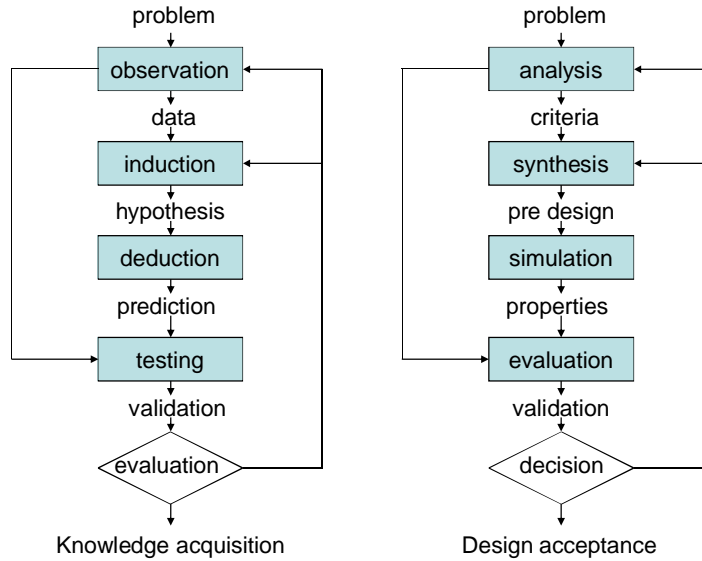 problem
observation
data
induction
hypothesis
deduction
prediction
testing
validation
evaluation
Knowledge acquisition
problem
analysis
criteria
synthesis
pre design
simulation
properties
evaluation
validation
decision
Design acceptance